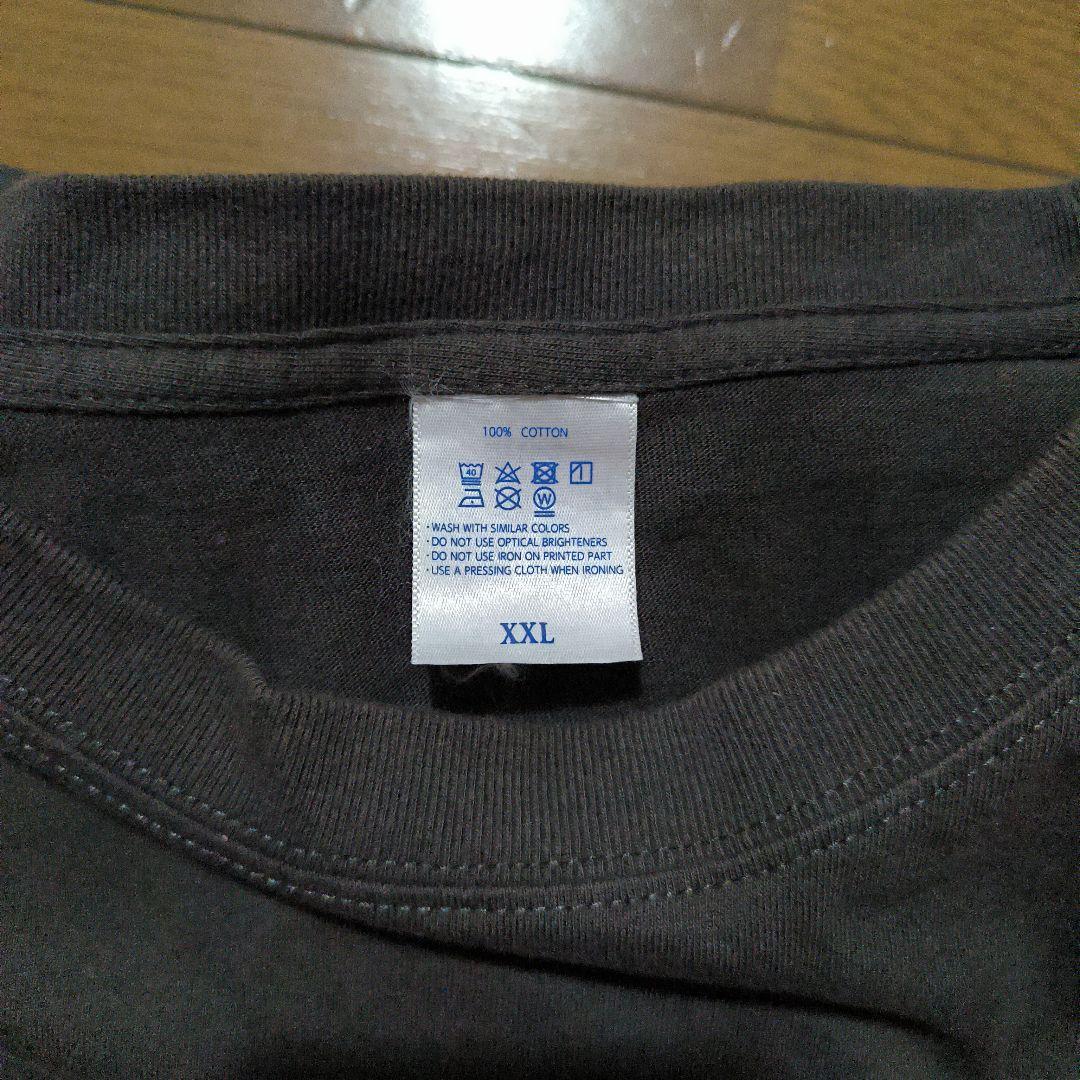 100% COTTON
40
W
・WASH WITH SIMILAR COLORS
・DO NOT USE OPTICAL BRIGHTENERS
・DO NOT USE IRON ON PRINTED PART
・USE A PRESSING CLOTH WHEN IRONING
XXL